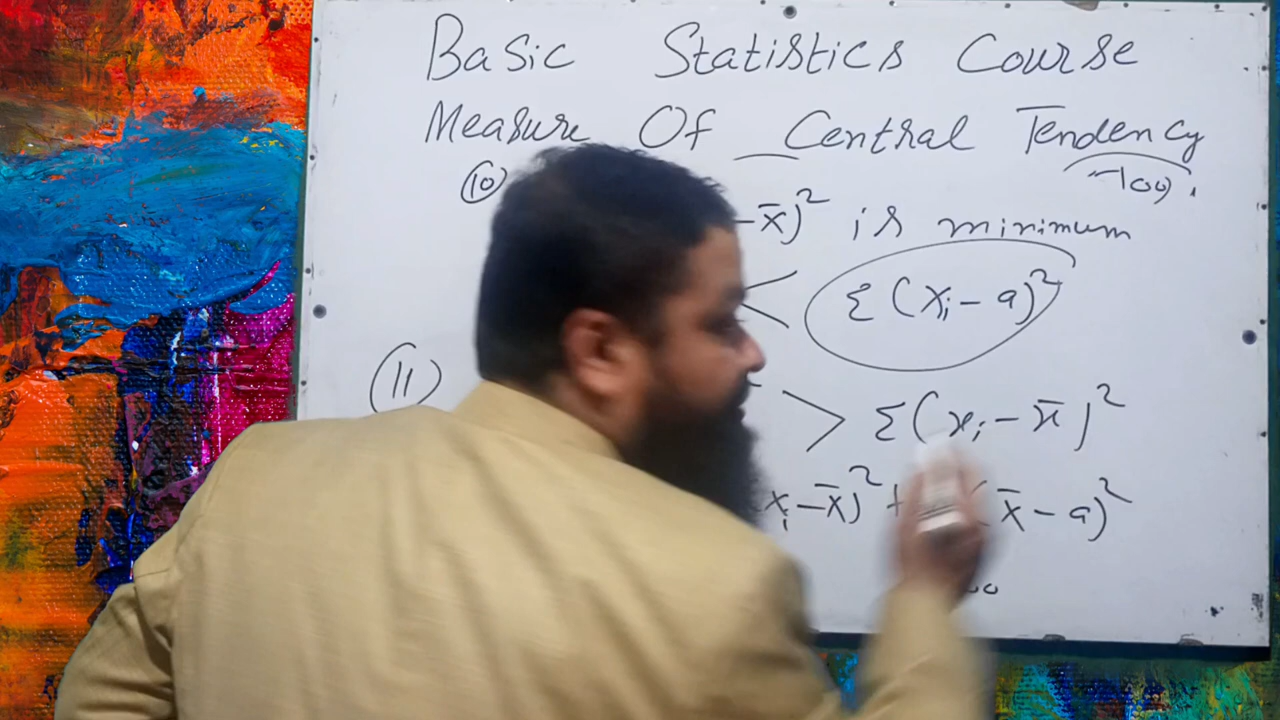 Basic Statistics Course
Measure Of Central Tendency
⑩ -x̄)² is minimum
< Σ(xᵢ-a)²
⑪ > Σ(xᵢ-x̄)²
xᵢ-x̄)² + x̄-a)²